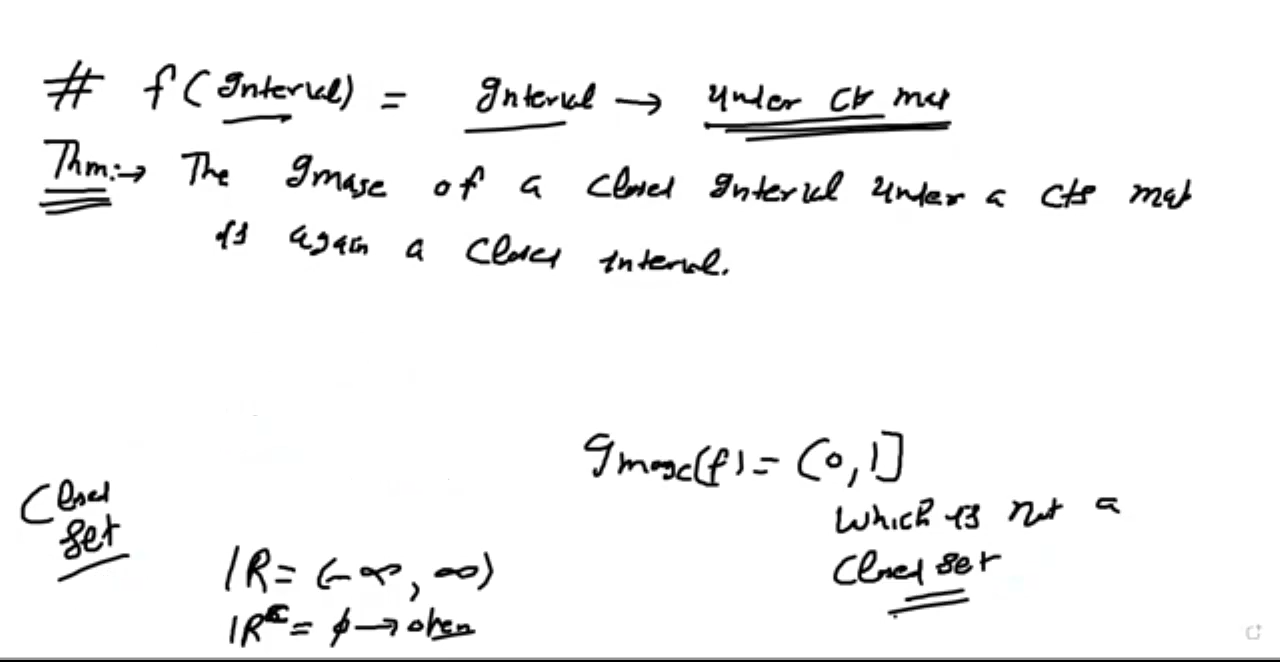 # f(Interval) = Interval → under cts map
Thm:→ The Image of a closed Interval under a cts map
is again a closed interval.
Image(f) = (0,1]
which is not a
closed set
Closed
set
IR = (-∞, ∞)
IRᶜ = ϕ → open